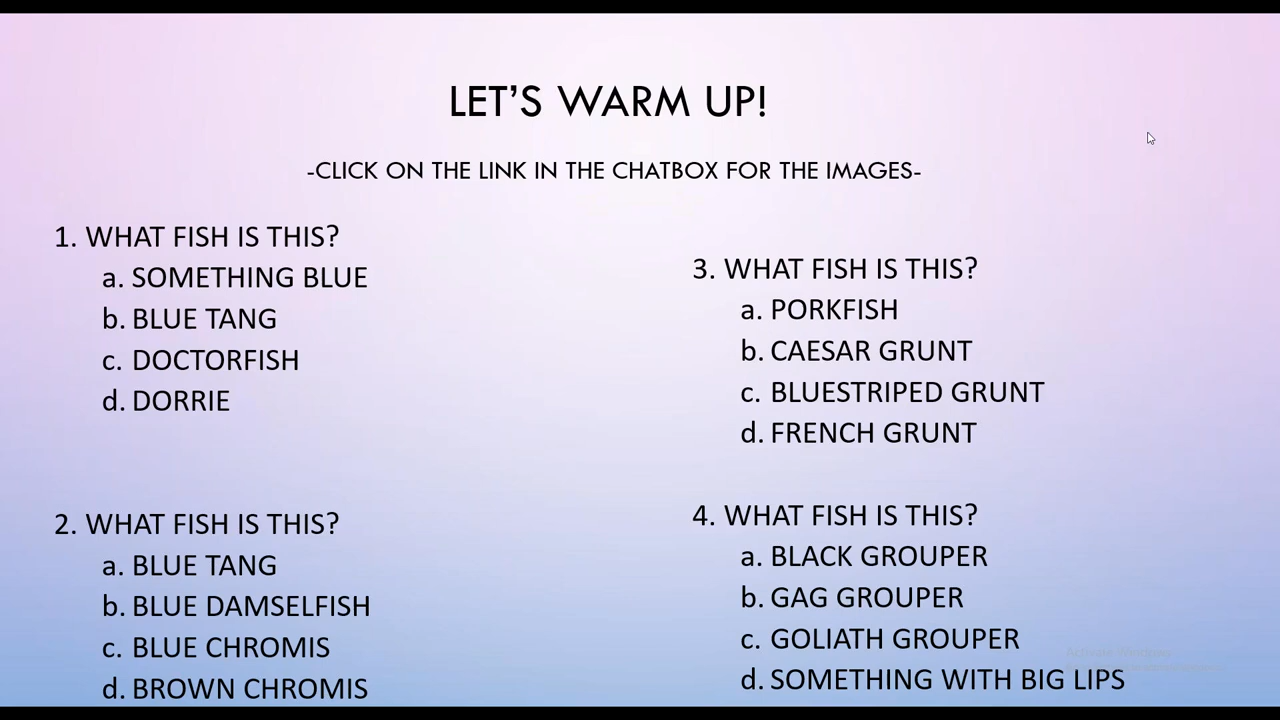 LET'S WARM UP!
-CLICK ON THE LINK IN THE CHATBOX FOR THE IMAGES-
1. WHAT FISH IS THIS?
a. SOMETHING BLUE
b. BLUE TANG
c. DOCTORFISH
d. DORRIE
2. WHAT FISH IS THIS?
a. BLUE TANG
b. BLUE DAMSELFISH
c. BLUE CHROMIS
d. BROWN CHROMIS
3. WHAT FISH IS THIS?
a. PORKFISH
b. CAESAR GRUNT
c. BLUESTRIPED GRUNT
d. FRENCH GRUNT
4. WHAT FISH IS THIS?
a. BLACK GROUPER
b. GAG GROUPER
c. GOLIATH GROUPER
d. SOMETHING WITH BIG LIPS
Activate Windows